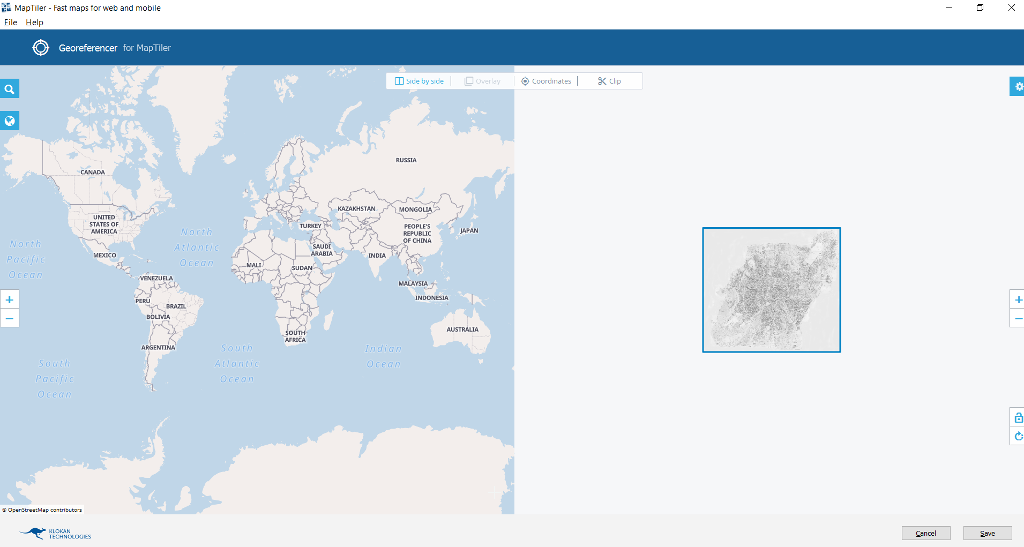 MapTiler - Fast maps for web and mobile
File Help
Georeferencer for MapTiler
Side by side
Overlay
Coordinates
Clip
RUSSIA
CANADA
KAZAKHSTAN
MONGOLIA
UNITED
STATES OF
AMERICA
TURKEY
PEOPLE'S
REPUBLIC
OF CHINA
JAPAN
North
Pacific
Ocean
North
Atlantic
Ocean
SAUDI
ARABIA
MEXICO
INDIA
MALI
SUDAN
VENEZUELA
MALAYSIA
INDONESIA
PERU
BRAZIL
BOLIVIA
AUSTRALIA
SOUTH
AFRICA
ARGENTINA
South
Pacific
Ocean
South
Atlantic
Ocean
Indian
Ocean
© OpenStreetMap contributors
KLOKAN
TECHNOLOGIES
Cancel
Save